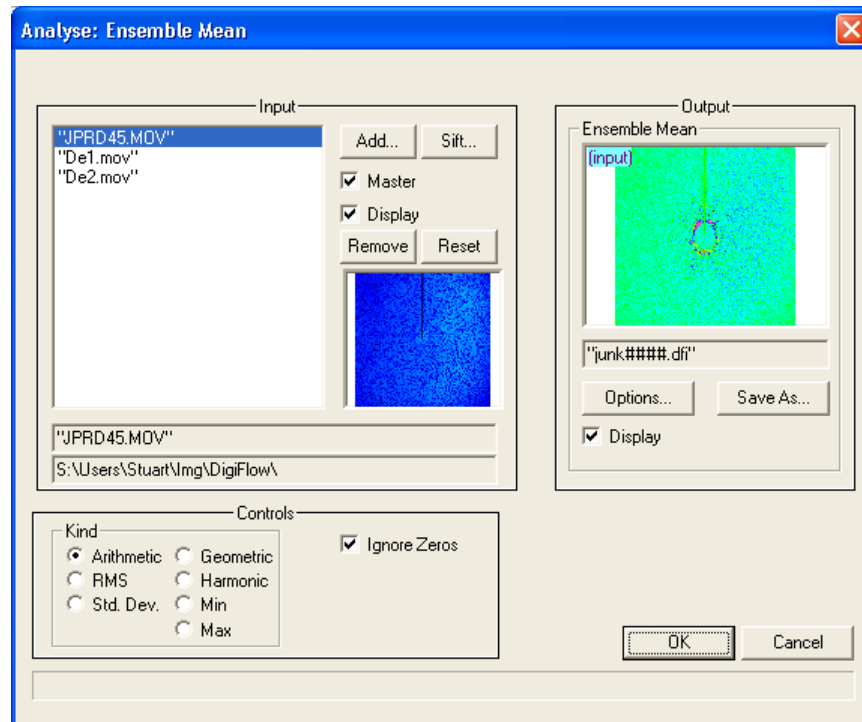 Analyse: Ensemble Mean
Input
"JPRD45.MOV"
"De1.mov"
"De2.mov"
Add...
Sift...
Master
Display
Remove
Reset
"JPRD45.MOV"
S:\Users\Stuart\Img\DigiFlow\
Output
Ensemble Mean
(input)
"junk####.dfi"
Options...
Save As...
Display
Controls
Kind
Arithmetic
Geometric
RMS
Harmonic
Std. Dev.
Min
Max
Ignore Zeros
OK
Cancel